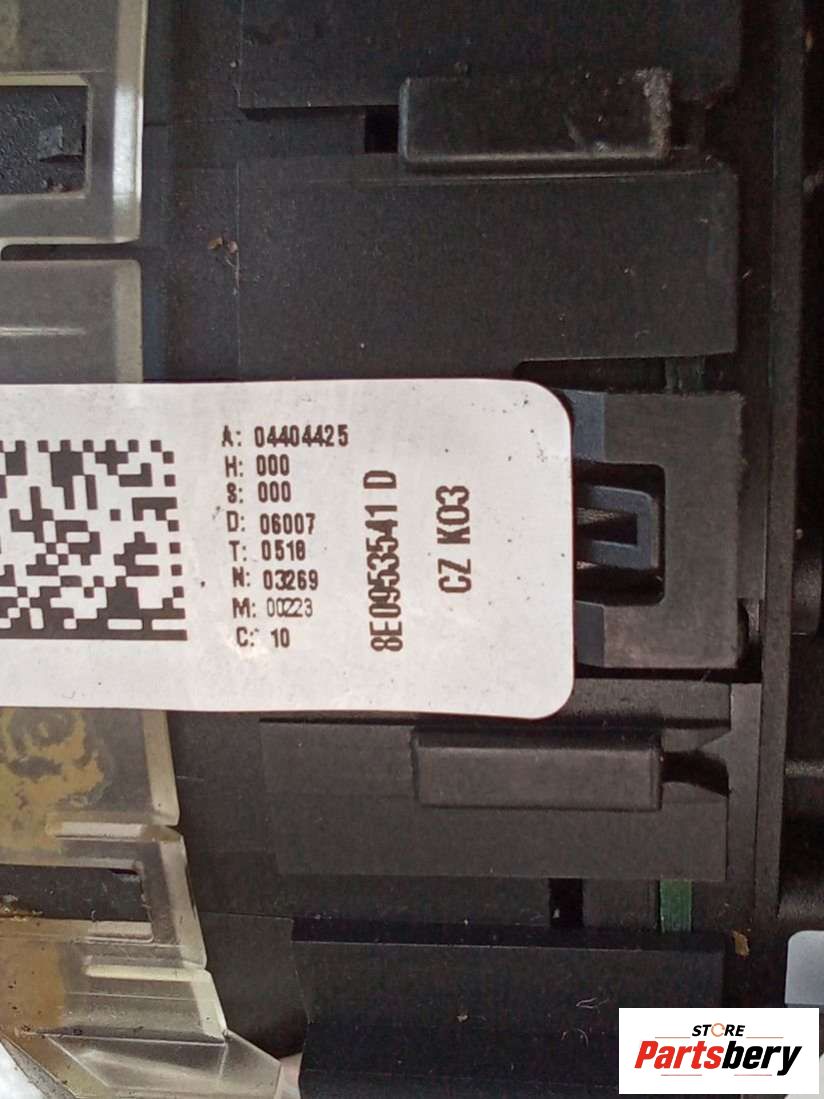 A: 04404425
H: 000
S: 000
D: 06007
T: 0518
N: 03269
M: 00223
C: 10
8E0953541 D
CZ K03
STORE
Partsbery